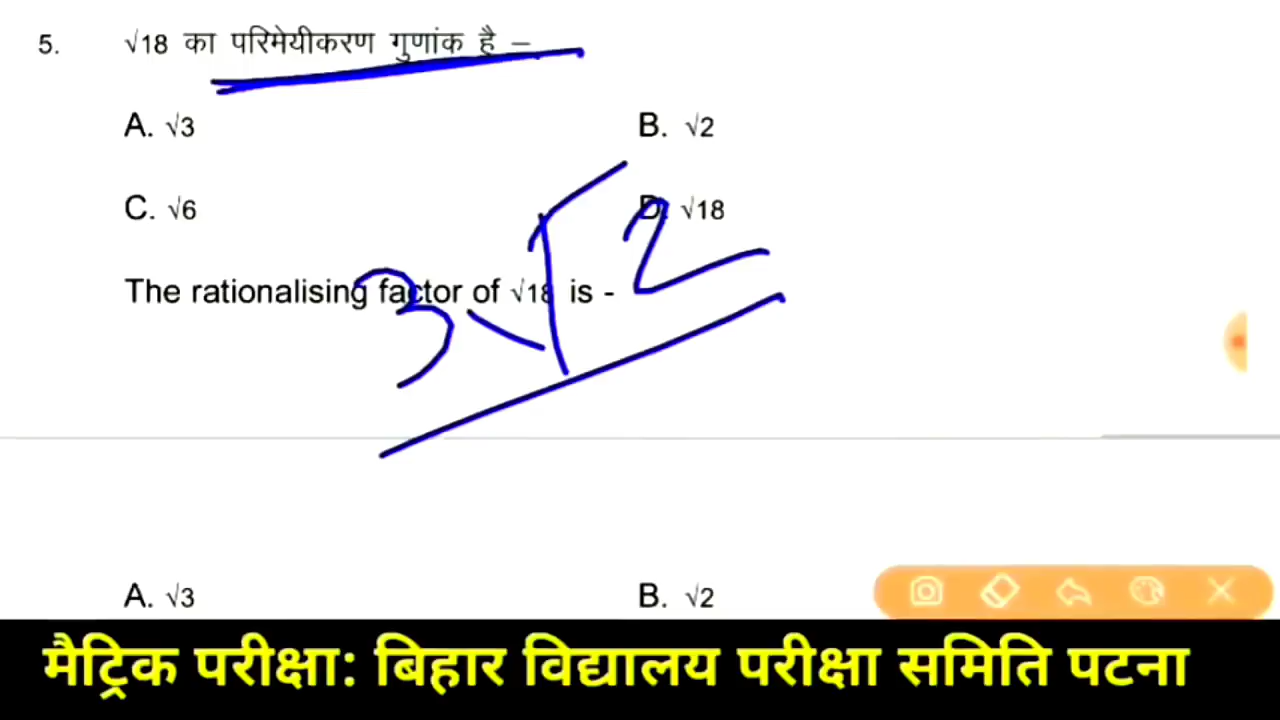 5. √18 का परिमेयीकरण गुणांक है –
A. √3 B. √2
C. √6 D. √18
The rationalising factor of √18 is -
3√2
A. √3 B. √2
मैट्रिक परीक्षा: बिहार विद्यालय परीक्षा समिति पटना